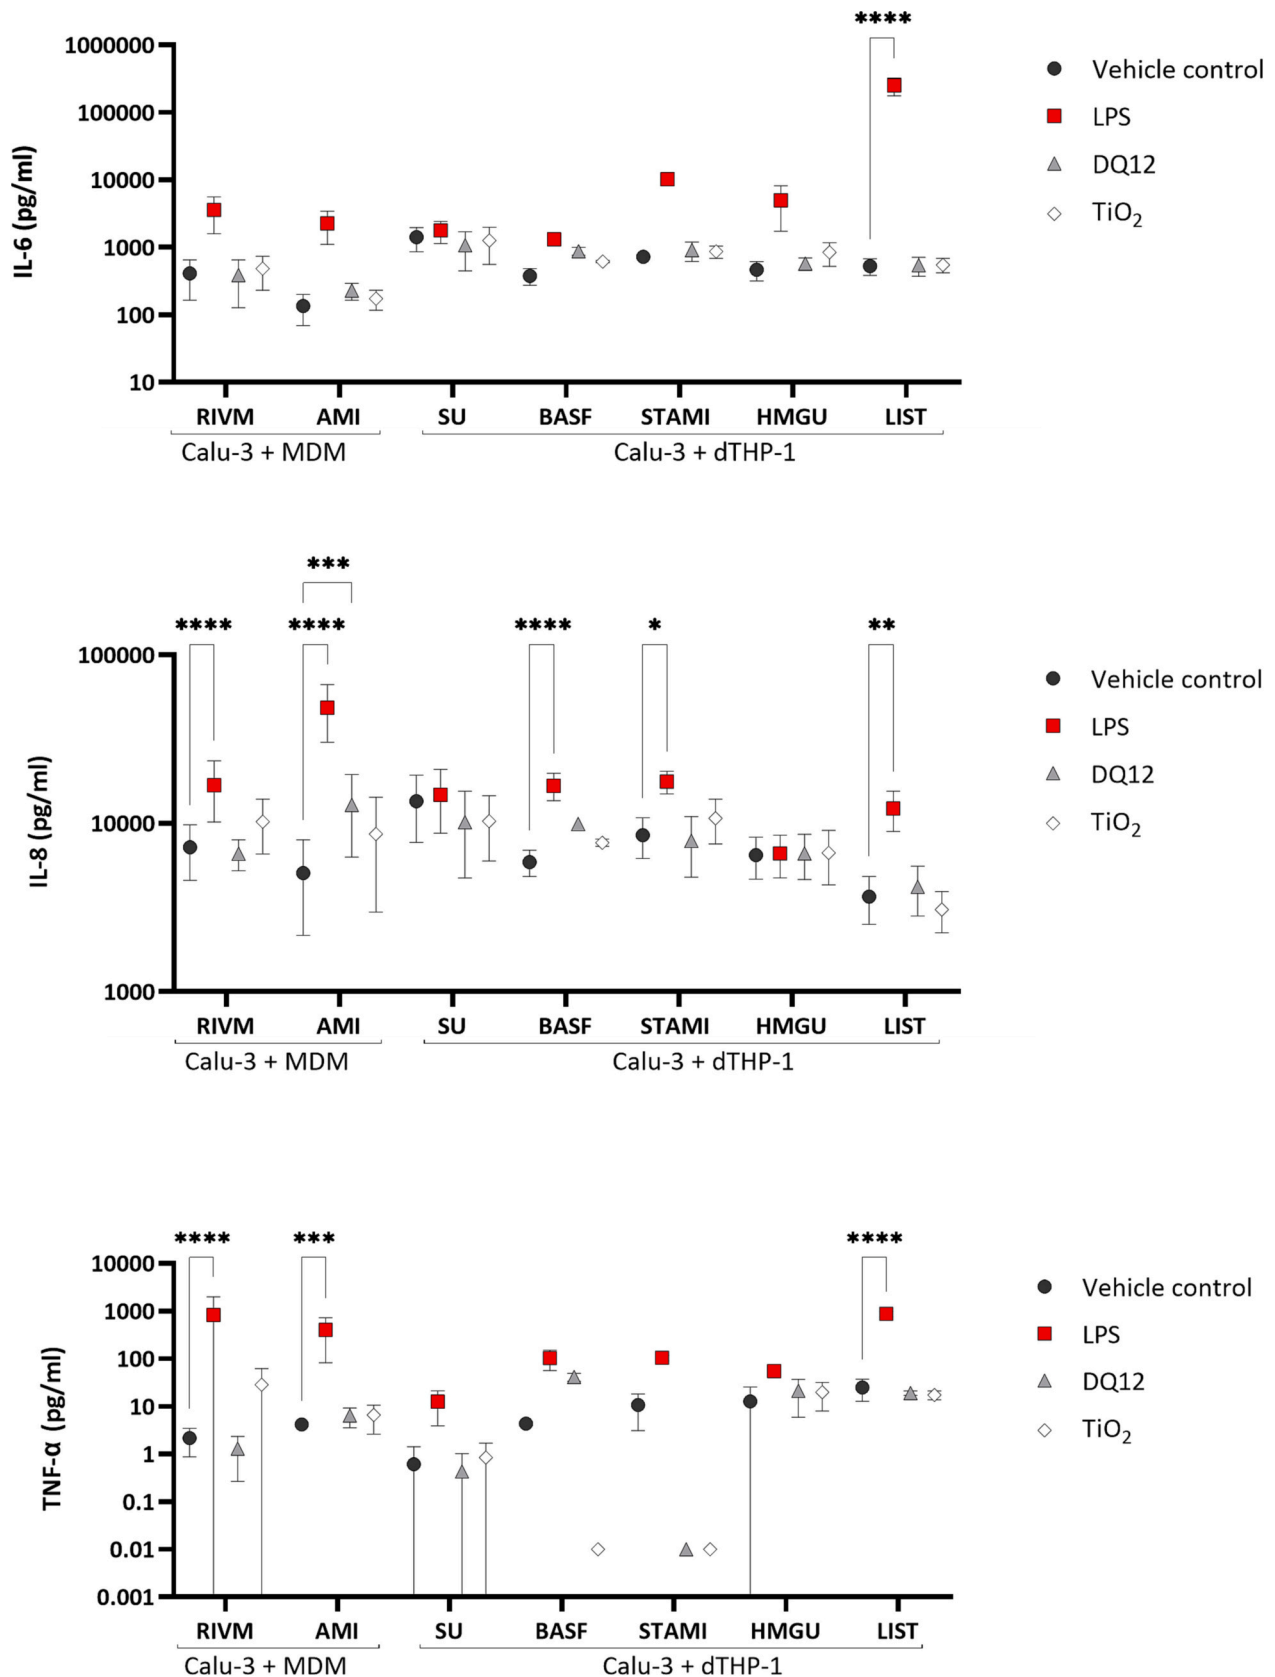 ****
1000000
100000
10000
1000
100
10
IL-6 (pg/ml)
Vehicle control
LPS
DQ12
TiO₂
RIVM AMI SU BASF STAMI HMGU LIST
Calu-3 + MDM Calu-3 + dTHP-1
***
**** **** **** * **
100000
10000
1000
IL-8 (pg/ml)
Vehicle control
LPS
DQ12
TiO₂
RIVM AMI SU BASF STAMI HMGU LIST
Calu-3 + MDM Calu-3 + dTHP-1
**** *** ****
10000
1000
100
10
1
0.1
0.01
0.001
TNF-α (pg/ml)
Vehicle control
LPS
DQ12
TiO₂
RIVM AMI SU BASF STAMI HMGU LIST
Calu-3 + MDM Calu-3 + dTHP-1